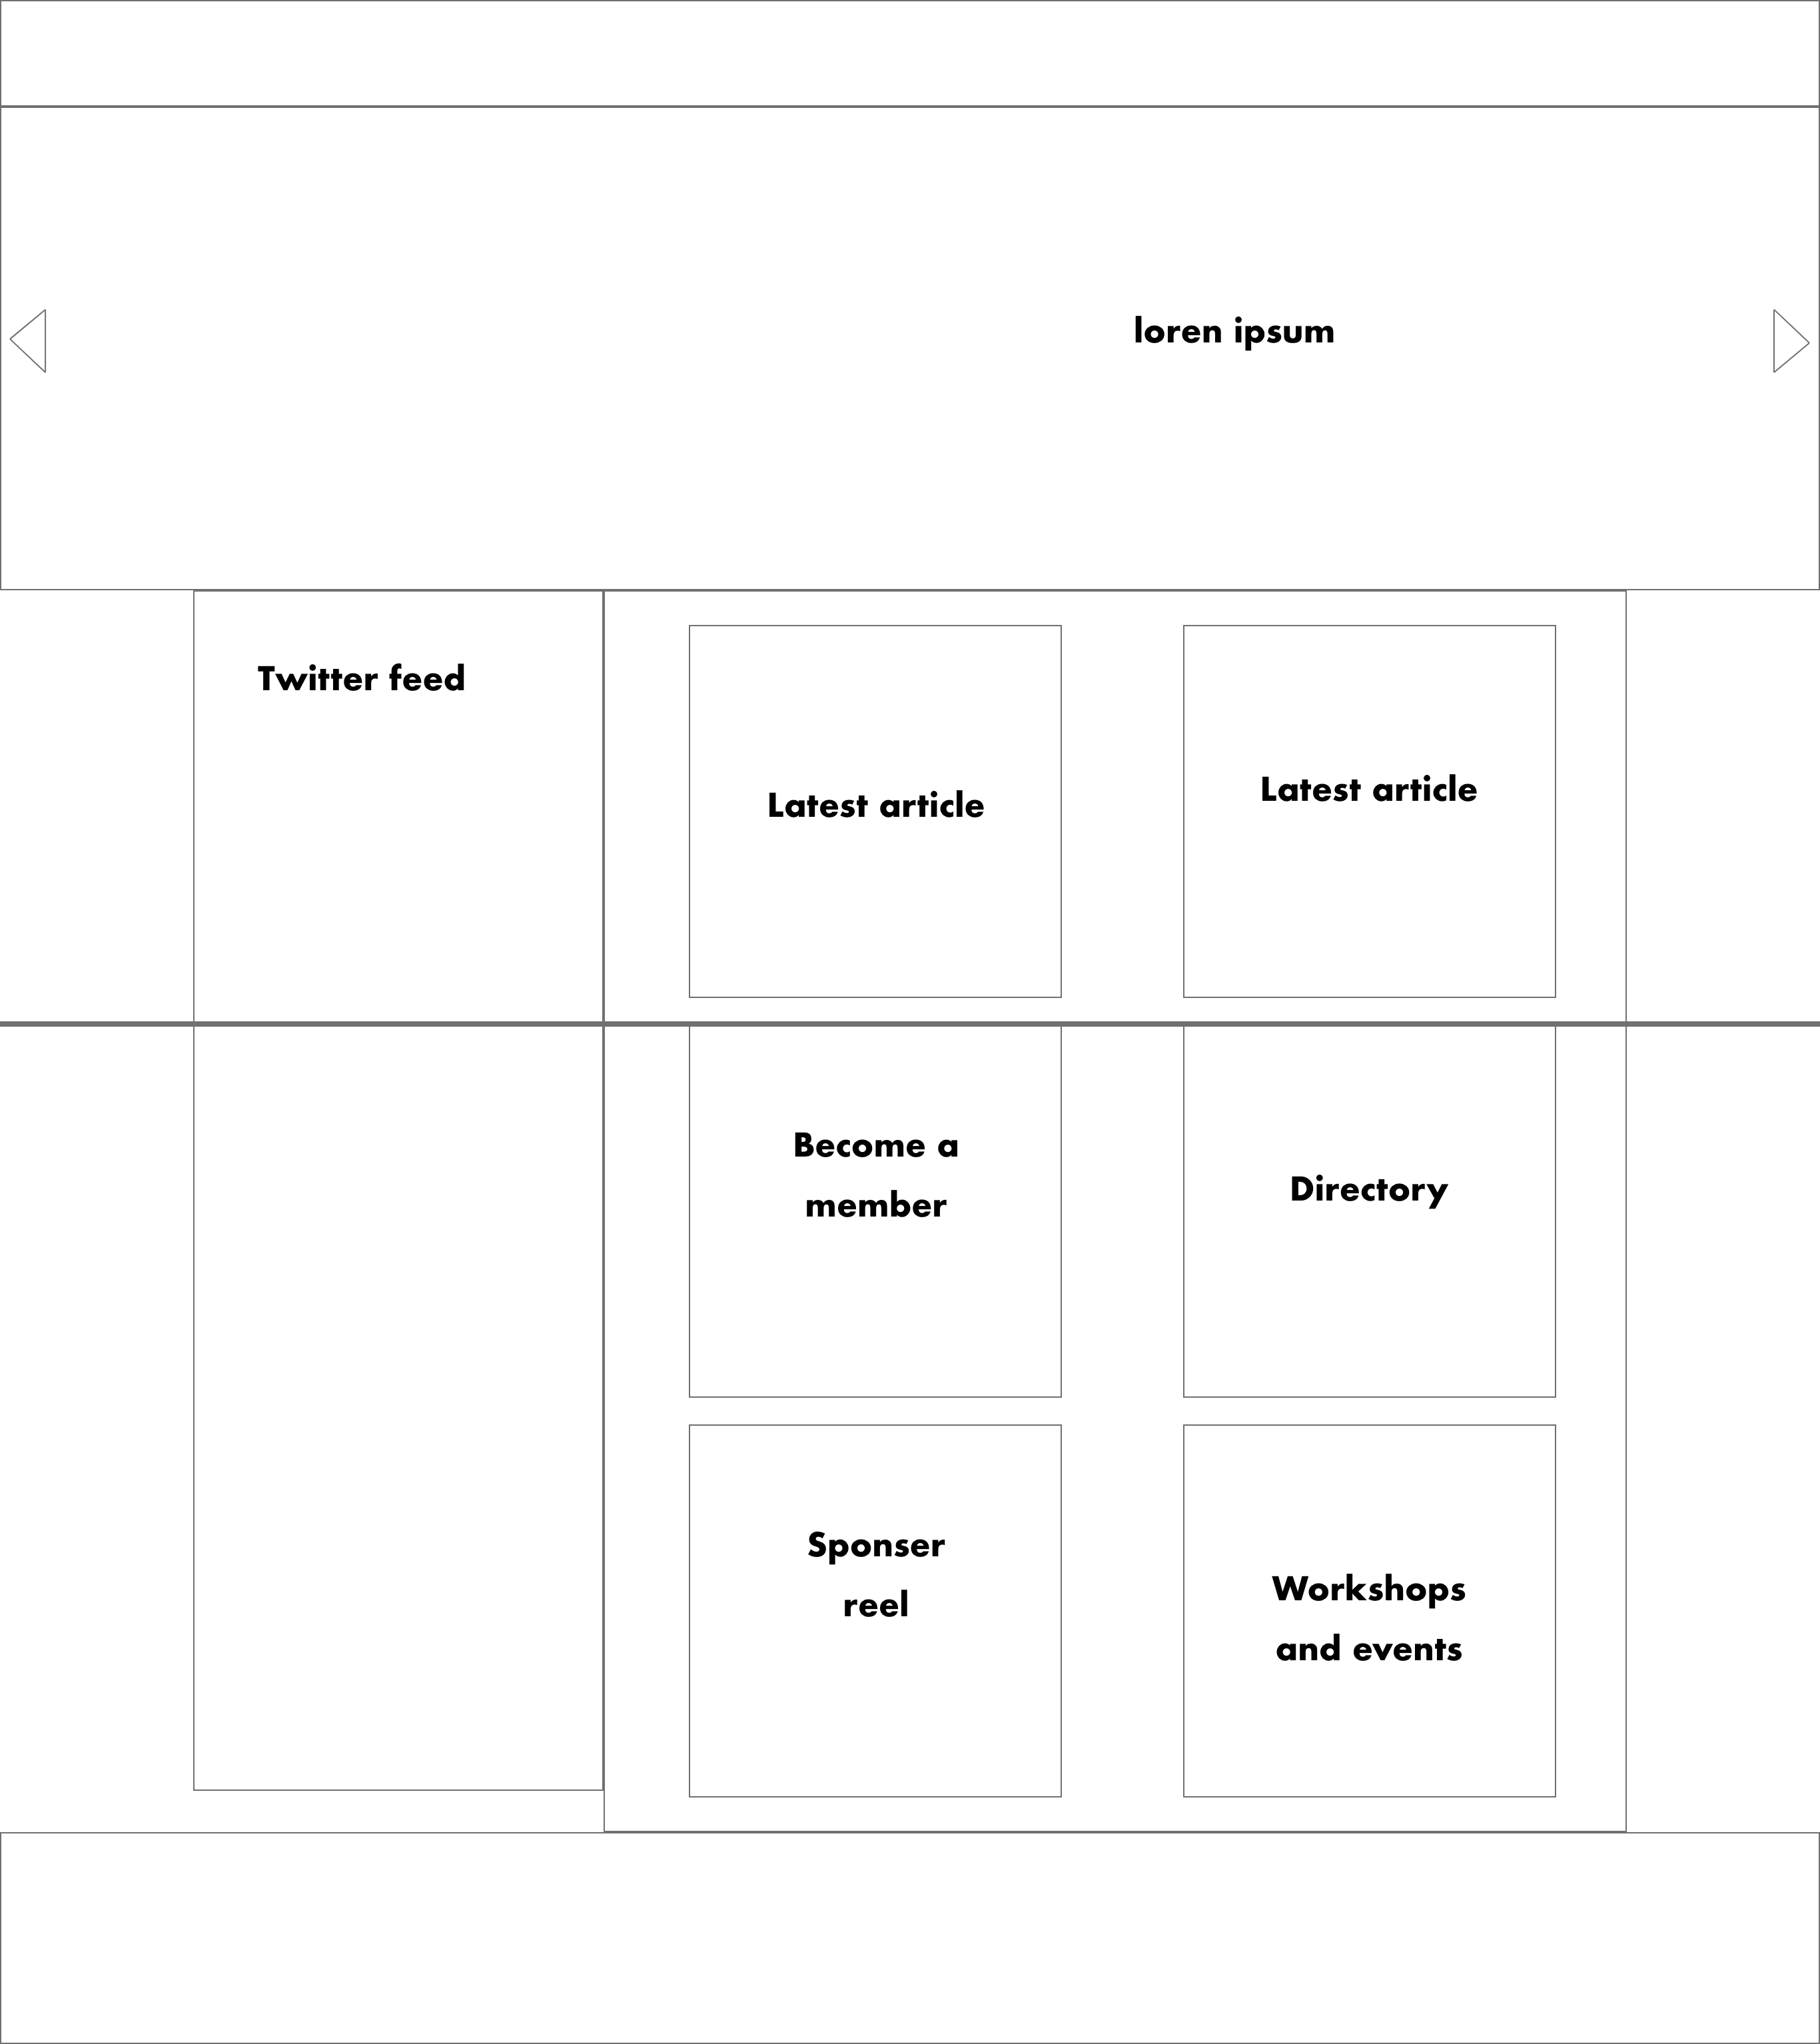 loren ipsum
Twitter feed
Latest article
Latest article
Become a
member
Directory
Sponser
reel
Workshops
and events